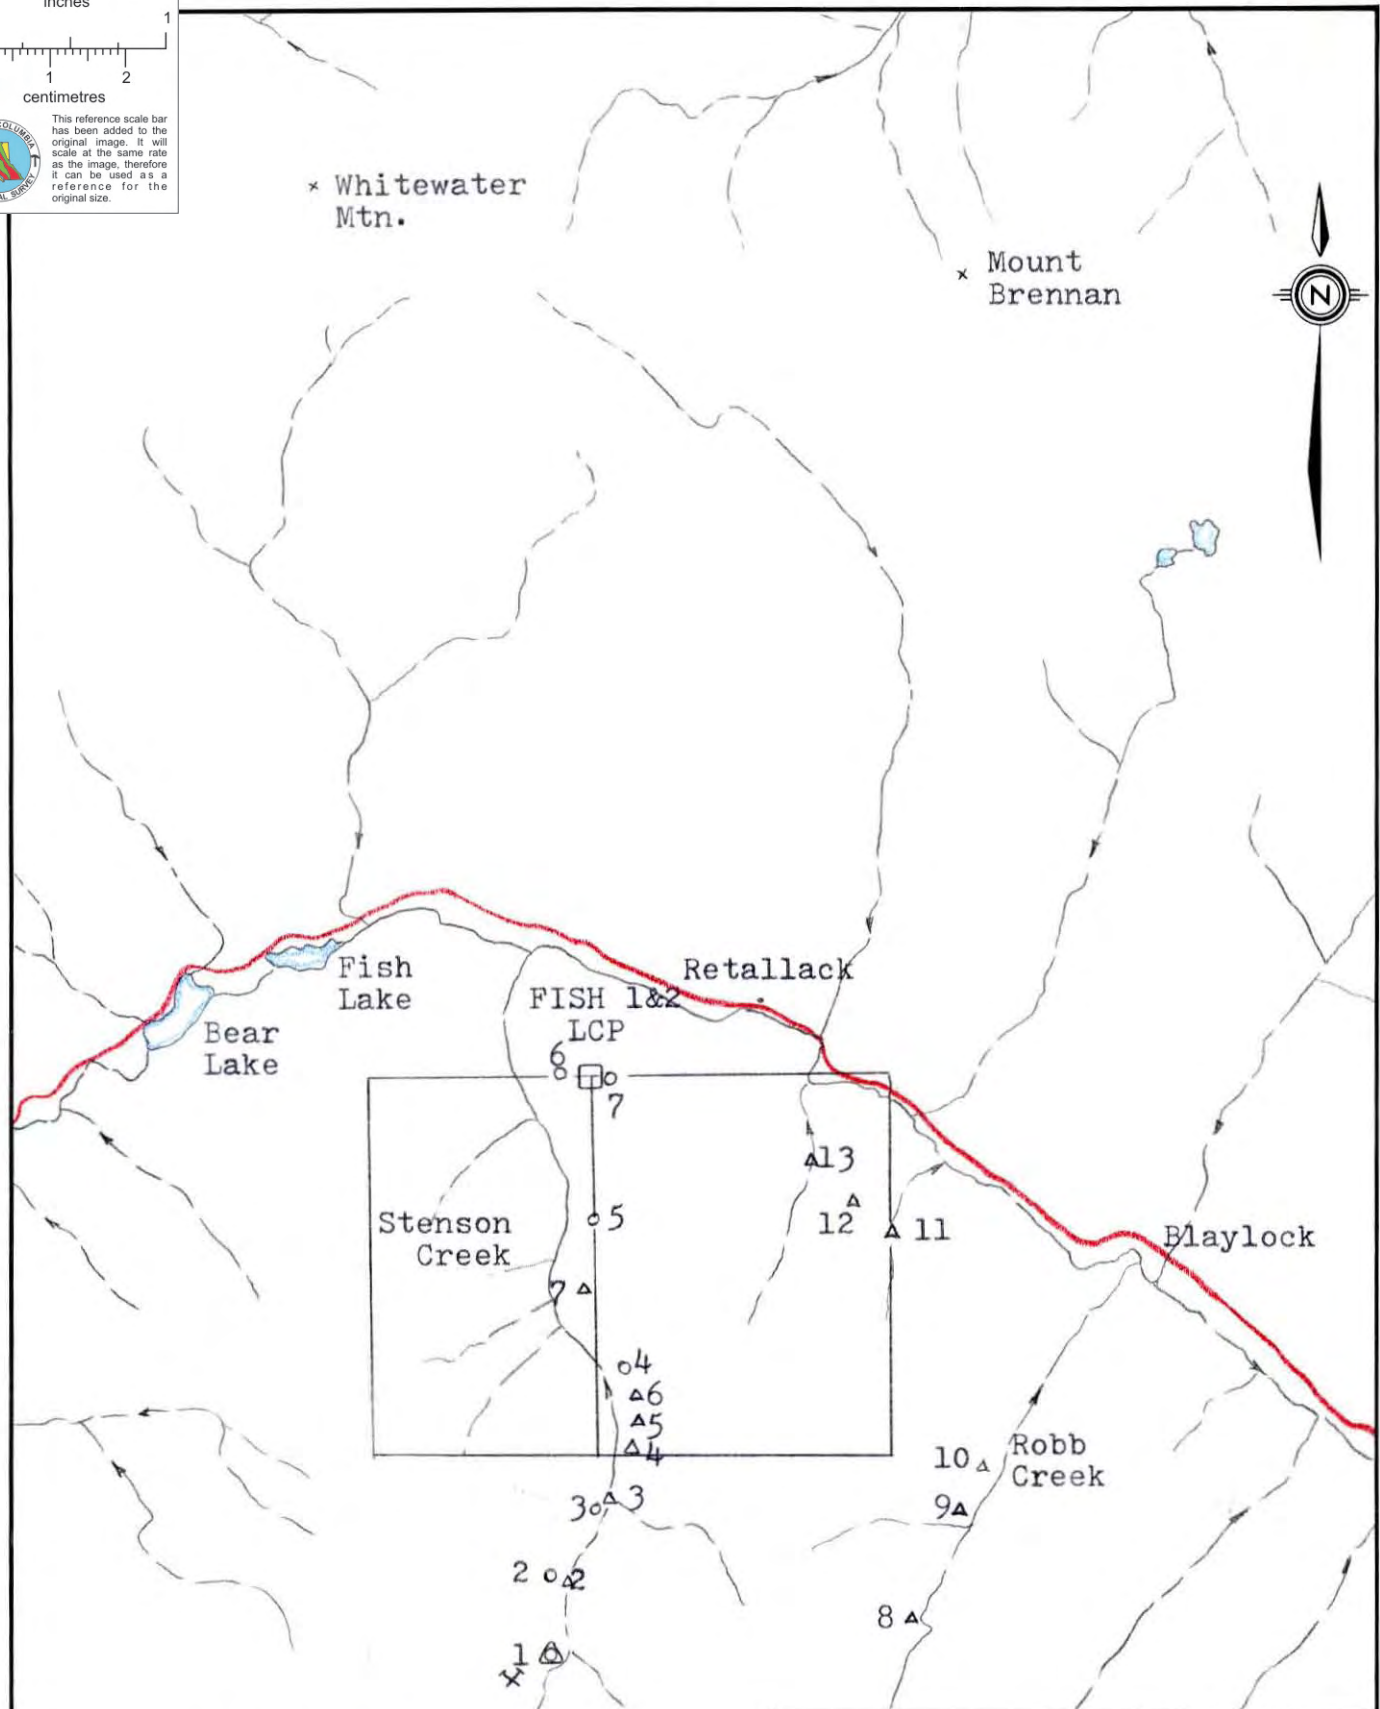 inches
1
1 2
centimetres
This reference scale bar
has been added to the
original image. It will
scale at the same rate
as the image, therefore
it can be used as a
reference for the
original size.
Whitewater
Mtn.
Mount
Brennan
N
Fish
Lake
Retallack
FISH 1&2
LCP
Bear
Lake
6
8
7
13
Stenson
Creek
5
12
11
Blaylock
7
4
6
5
4
10
Robb
Creek
3
3
9
2
2
8
1